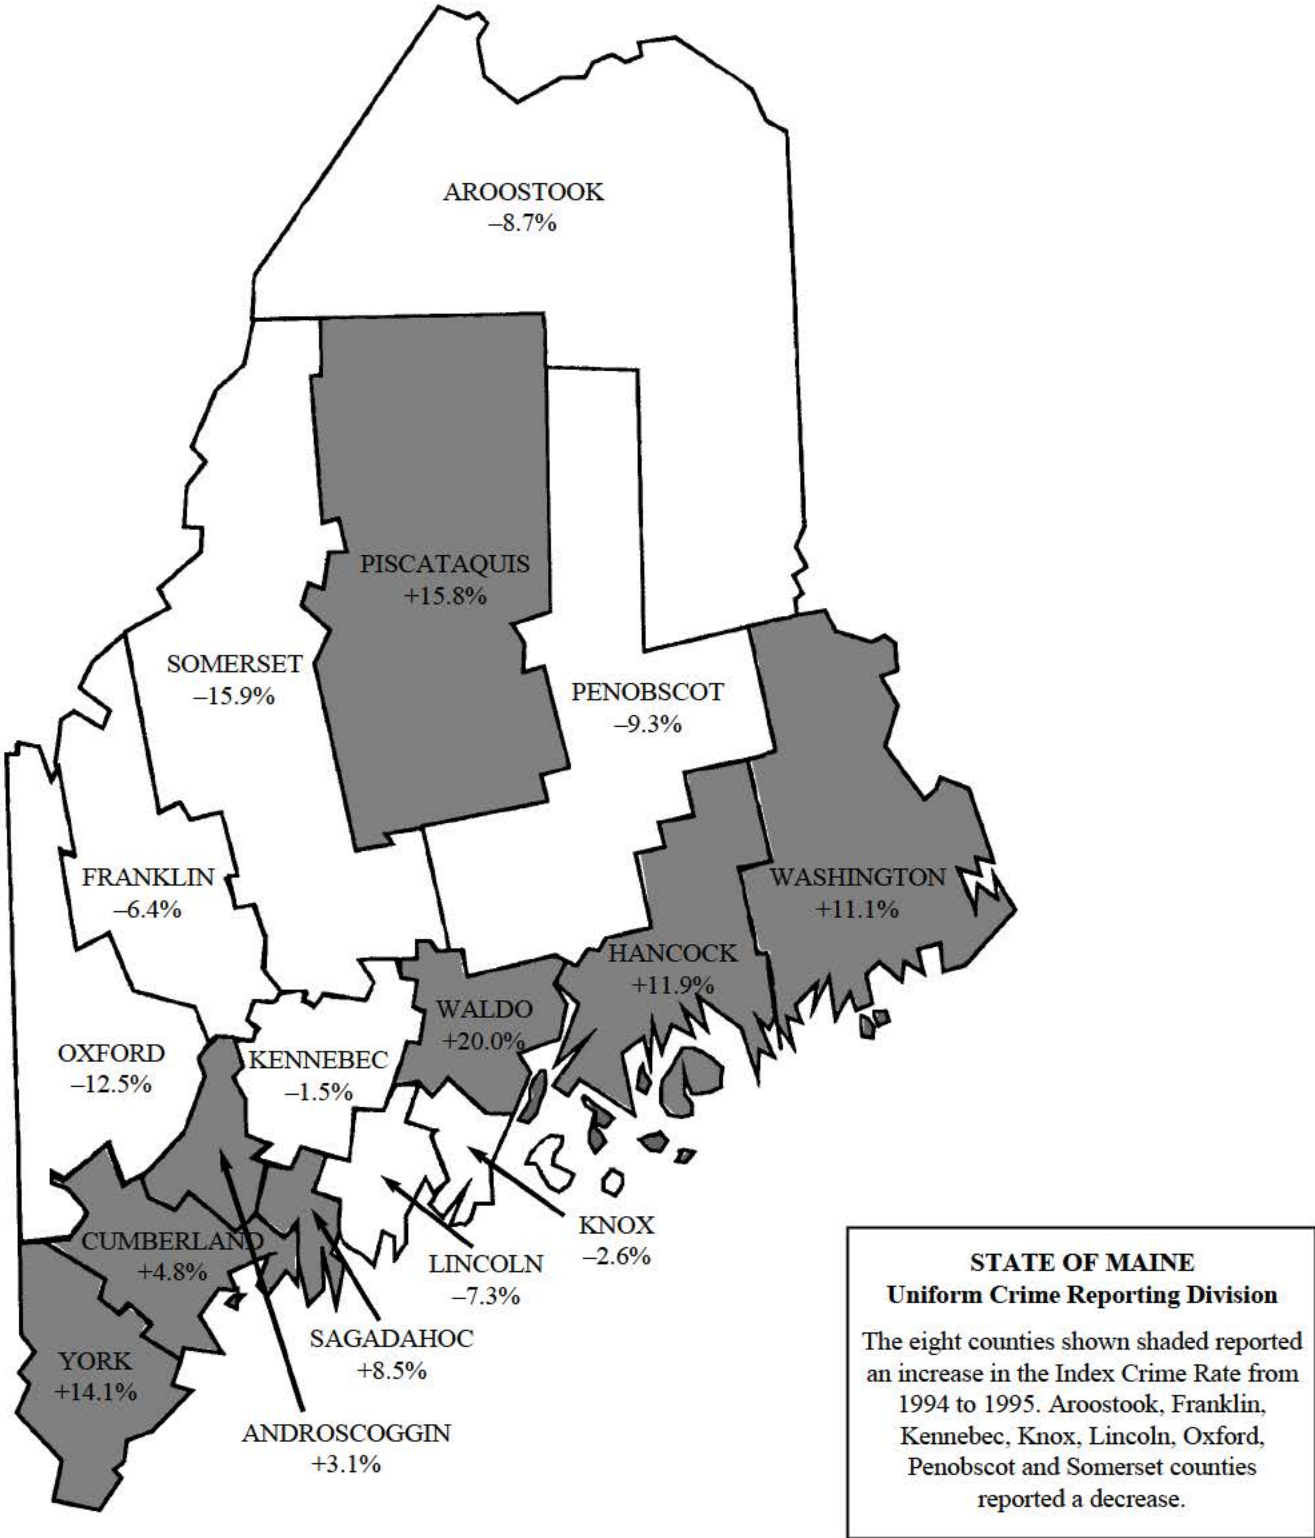 AROOSTOOK
–8.7%
PISCATAQUIS
+15.8%
SOMERSET
–15.9%
PENOBSCOT
–9.3%
FRANKLIN
–6.4%
WASHINGTON
+11.1%
HANCOCK
+11.9%
WALDO
+20.0%
OXFORD
–12.5%
KENNEBEC
–1.5%
KNOX
–2.6%
CUMBERLAND
+4.8%
LINCOLN
–7.3%
SAGADAHOC
+8.5%
YORK
+14.1%
ANDROSCOGGIN
+3.1%
STATE OF MAINE
Uniform Crime Reporting Division
The eight counties shown shaded reported
an increase in the Index Crime Rate from
1994 to 1995. Aroostook, Franklin,
Kennebec, Knox, Lincoln, Oxford,
Penobscot and Somerset counties
reported a decrease.